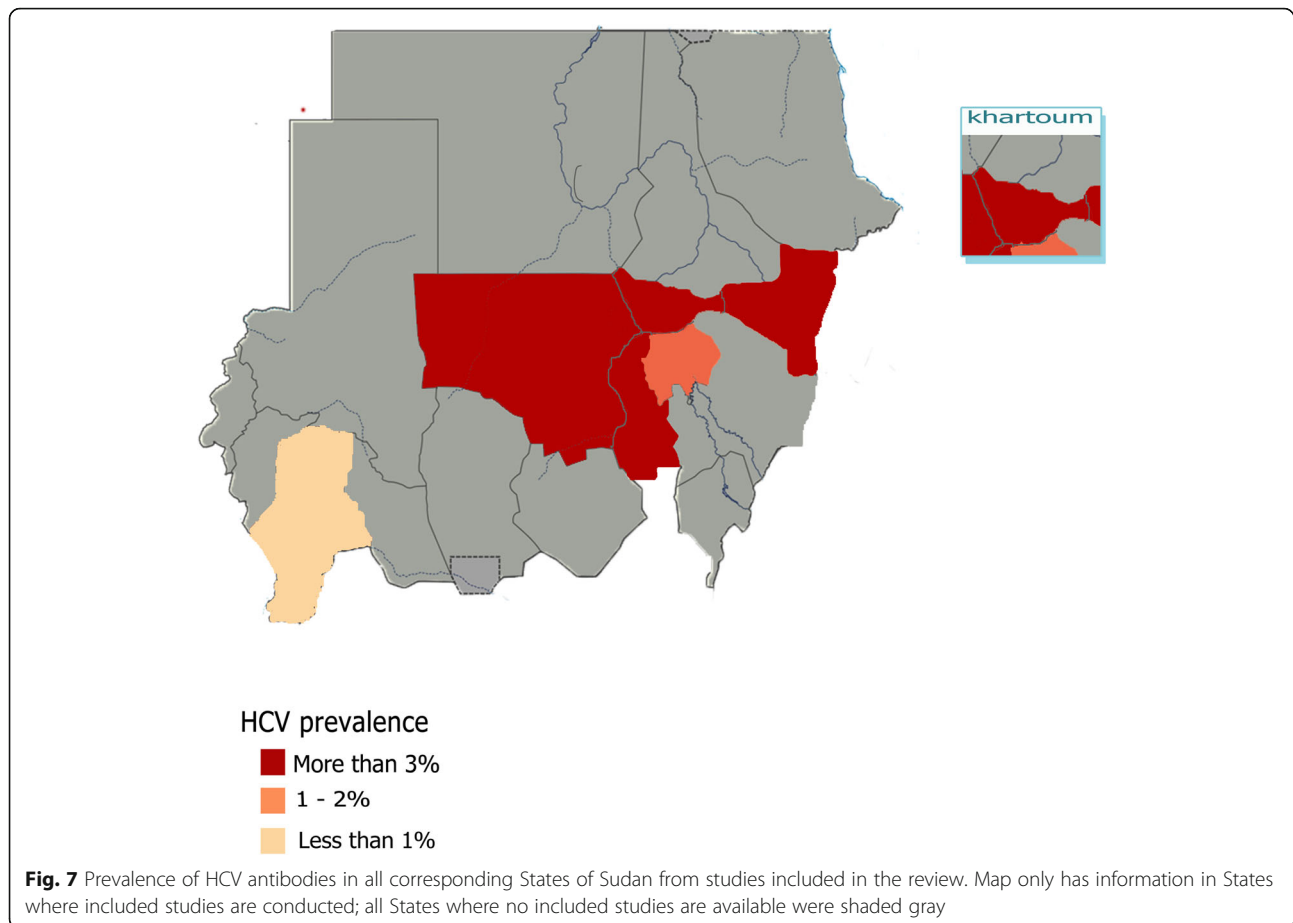 khartoum
HCV prevalence
More than 3%
1 - 2%
Less than 1%
Fig. 7 Prevalence of HCV antibodies in all corresponding States of Sudan from studies included in the review. Map only has information in States
where included studies are conducted; all States where no included studies are available were shaded gray